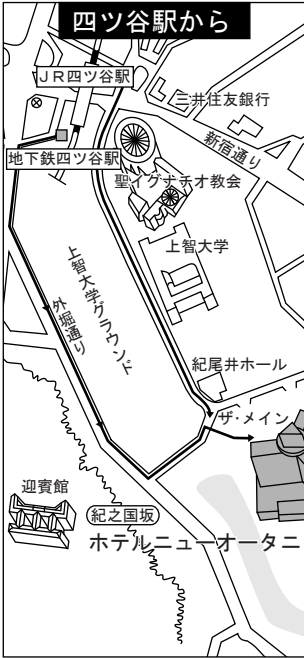 四ツ谷駅から
JR四ツ谷駅
三井住友銀行
新宿通り
地下鉄四ツ谷駅
聖イグナチオ教会
上智大学
上智大学グラウンド
外堀通り
紀尾井ホール
ザ・メイン
迎賓館
紀之国坂
ホテルニューオータニ